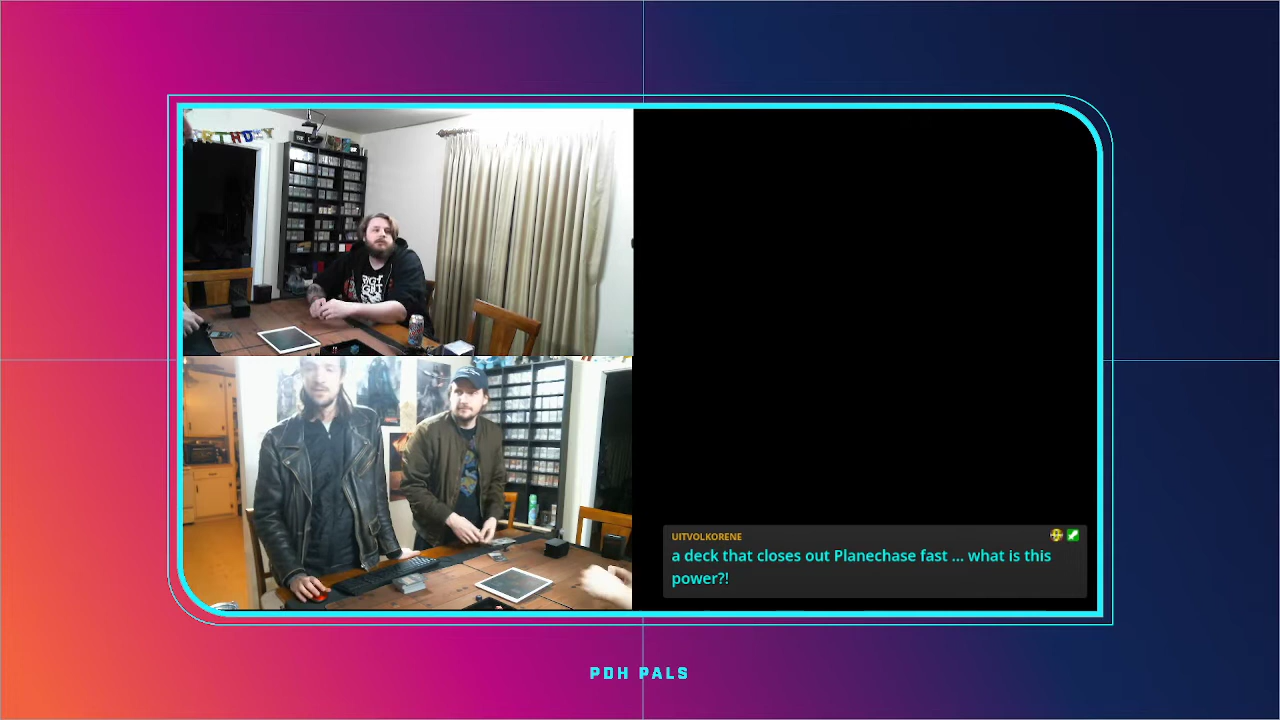 UITVOLKORENE
a deck that closes out Planechase fast ... what is this
power?!
PDH PALS